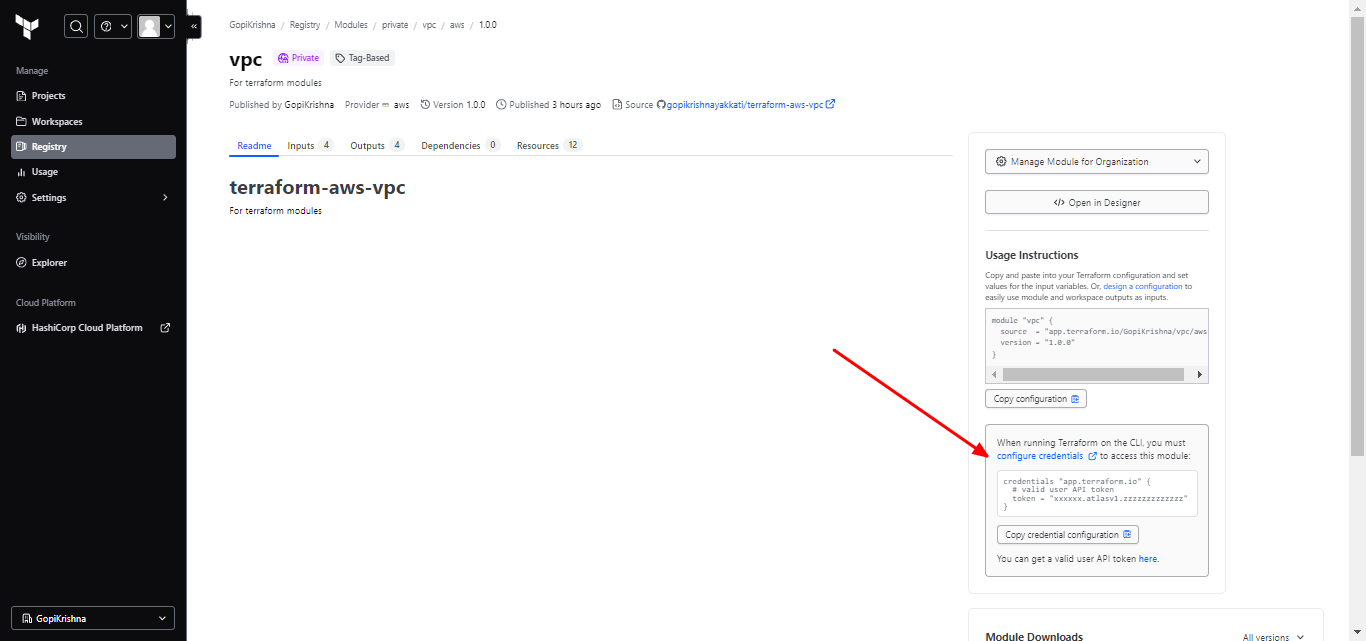 GopiKrishna / Registry / Modules / private / vpc / aws / 1.0.0
Manage
Projects
Workspaces
Registry
Usage
Settings
Visibility
Explorer
Cloud Platform
HashiCorp Cloud Platform
GopiKrishna
vpc Private Tag-Based
For terraform modules
Published by GopiKrishna Provider aws Version 1.0.0 Published 3 hours ago Source gopikrishnayakkati/terraform-aws-vpc
Readme Inputs 4 Outputs 4 Dependencies 0 Resources 12
terraform-aws-vpc
For terraform modules
Manage Module for Organization
</> Open in Designer
Usage Instructions
Copy and paste into your Terraform configuration and set
values for the input variables. Or, design a configuration to
easily use module and workspace outputs as inputs.
module "vpc" {
source = "app.terraform.io/GopiKrishna/vpc/aws
version = "1.0.0"
}
Copy configuration
When running Terraform on the CLI, you must
configure credentials to access this module:
credentials "app.terraform.io" {
# valid user API token
token = "xxxxxx.atlasv1.zzzzzzzzzzzzz"
}
Copy credential configuration
You can get a valid user API token here.
Module Downloads All versions